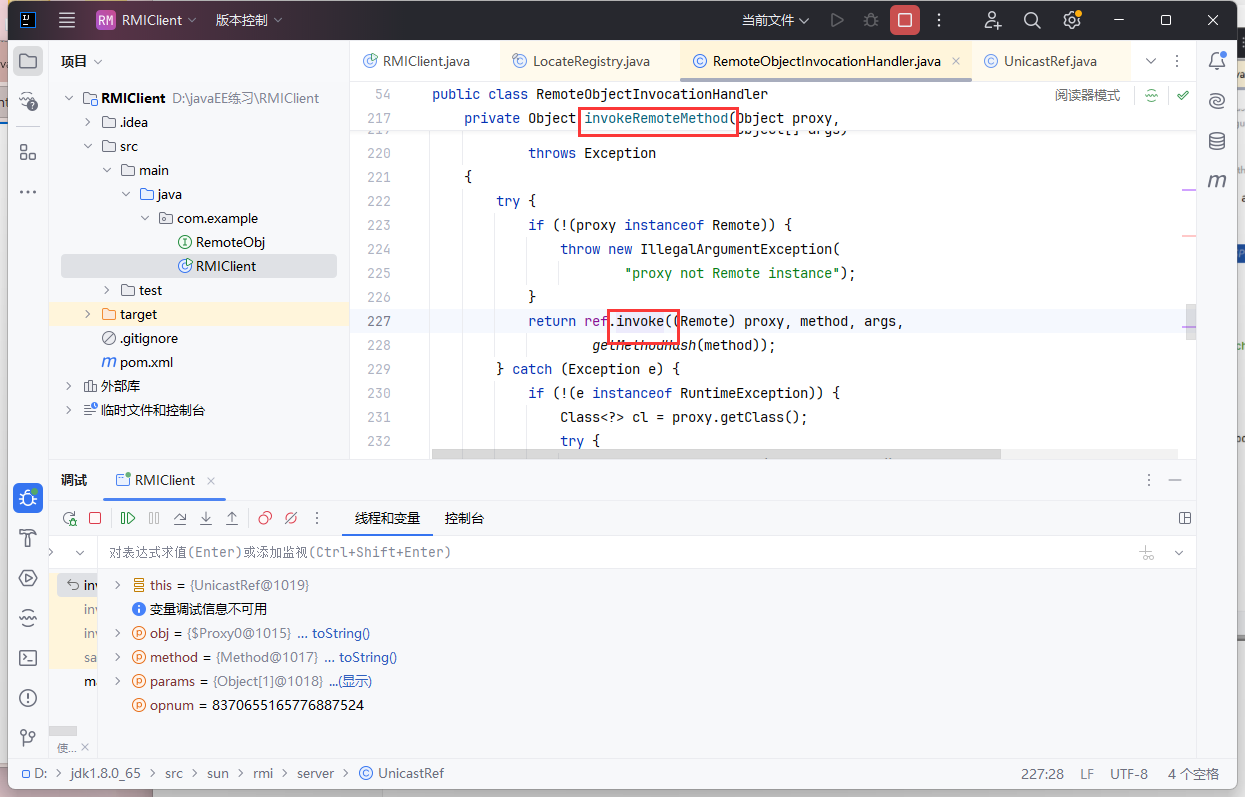 RM RMIClient 版本控制 当前文件
项目
RMIClient.java LocateRegistry.java RemoteObjectInvocationHandler.java UnicastRef.java
RMIClient D:\javaEE练习\RMIClient
.idea
src
main
java
com.example
RemoteObj
RMIClient
test
target
.gitignore
pom.xml
外部库
临时文件和控制台
阅读器模式
54 public class RemoteObjectInvocationHandler
217 private Object invokeRemoteMethod(Object proxy,
219 Object[] args)
220 throws Exception
221 {
222 try {
223 if (!(proxy instanceof Remote)) {
224 throw new IllegalArgumentException(
225 "proxy not Remote instance");
226 }
227 return ref.invoke((Remote) proxy, method, args,
228 getMethodHash(method));
229 } catch (Exception e) {
230 if (!(e instanceof RuntimeException)) {
231 Class<?> cl = proxy.getClass();
232 try {
调试 RMIClient
线程和变量 控制台
对表达式求值(Enter)或添加监视(Ctrl+Shift+Enter)
inv
inv
inv
sa
ma
使...
this = {UnicastRef@1019}
变量调试信息不可用
obj = {$Proxy0@1015} ... toString()
method = {Method@1017} ... toString()
params = {Object[1]@1018} ...(显示)
opnum = 8370655165776887524
D: > jdk1.8.0_65 > src > sun > rmi > server > UnicastRef
227:28 LF UTF-8 4 个空格